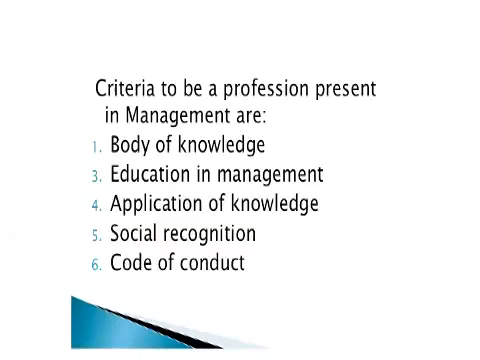 Criteria to be a profession present
in Management are:
1. Body of knowledge
3. Education in management
4. Application of knowledge
5. Social recognition
6. Code of conduct